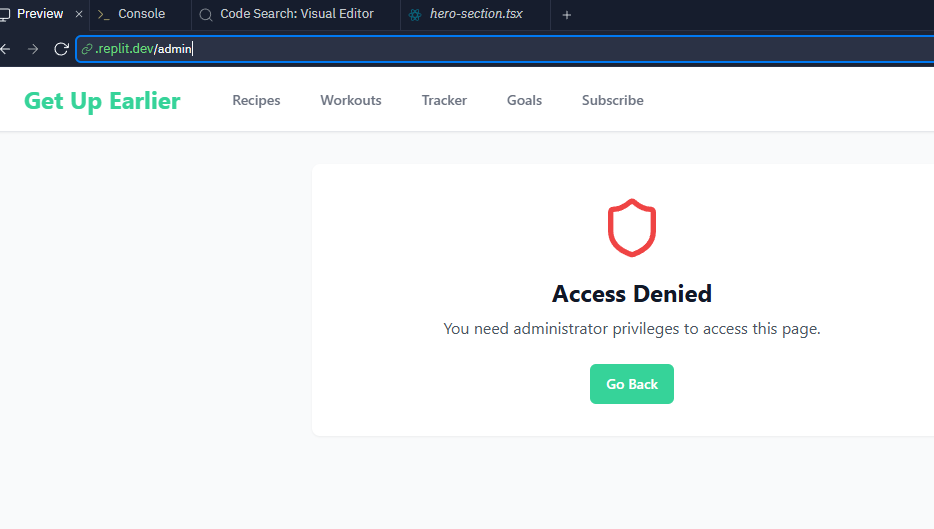 Preview × Console Code Search: Visual Editor hero-section.tsx +
.replit.dev/admin
Get Up Earlier Recipes Workouts Tracker Goals Subscribe
Access Denied
You need administrator privileges to access this page.
Go Back